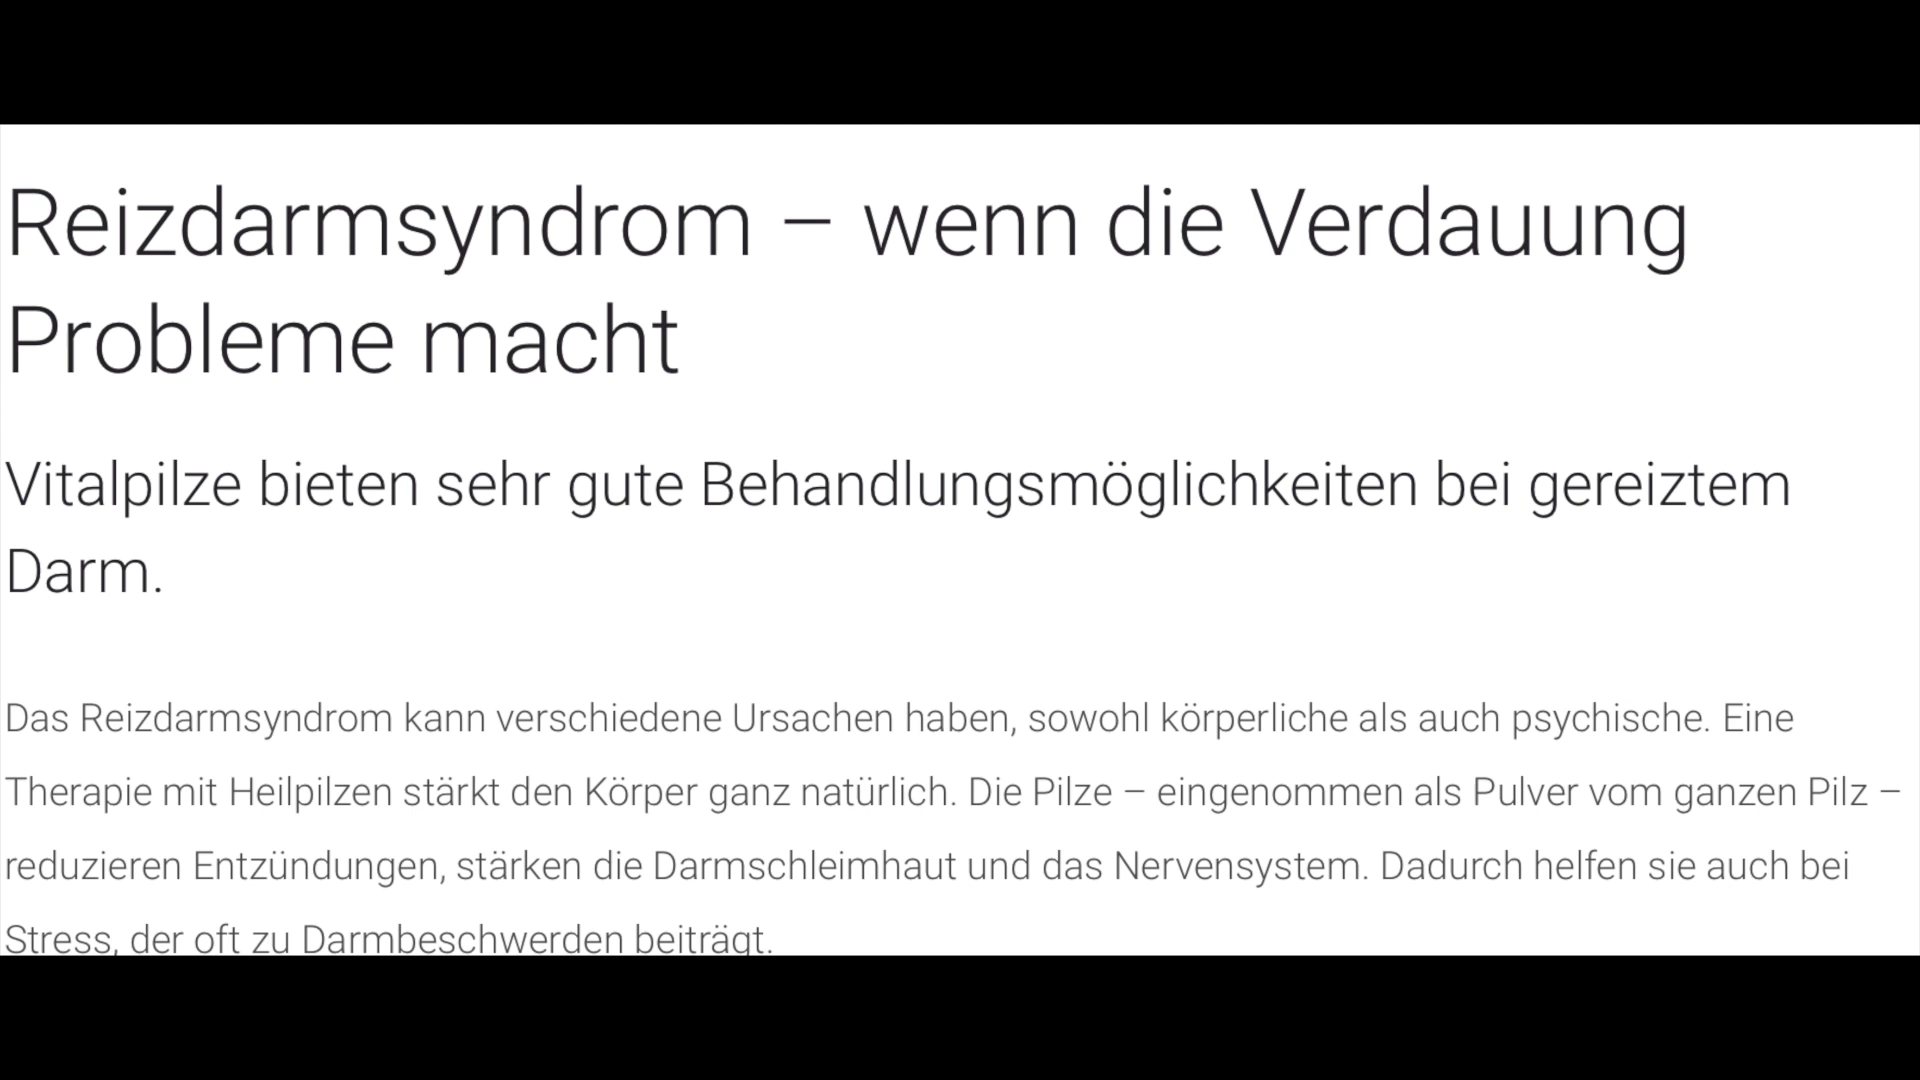 Reizdarmsyndrom – wenn die Verdauung
Probleme macht
Vitalpilze bieten sehr gute Behandlungsmöglichkeiten bei gereiztem
Darm.
Das Reizdarmsyndrom kann verschiedene Ursachen haben, sowohl körperliche als auch psychische. Eine
Therapie mit Heilpilzen stärkt den Körper ganz natürlich. Die Pilze – eingenommen als Pulver vom ganzen Pilz –
reduzieren Entzündungen, stärken die Darmschleimhaut und das Nervensystem. Dadurch helfen sie auch bei
Stress, der oft zu Darmbeschwerden beiträgt.